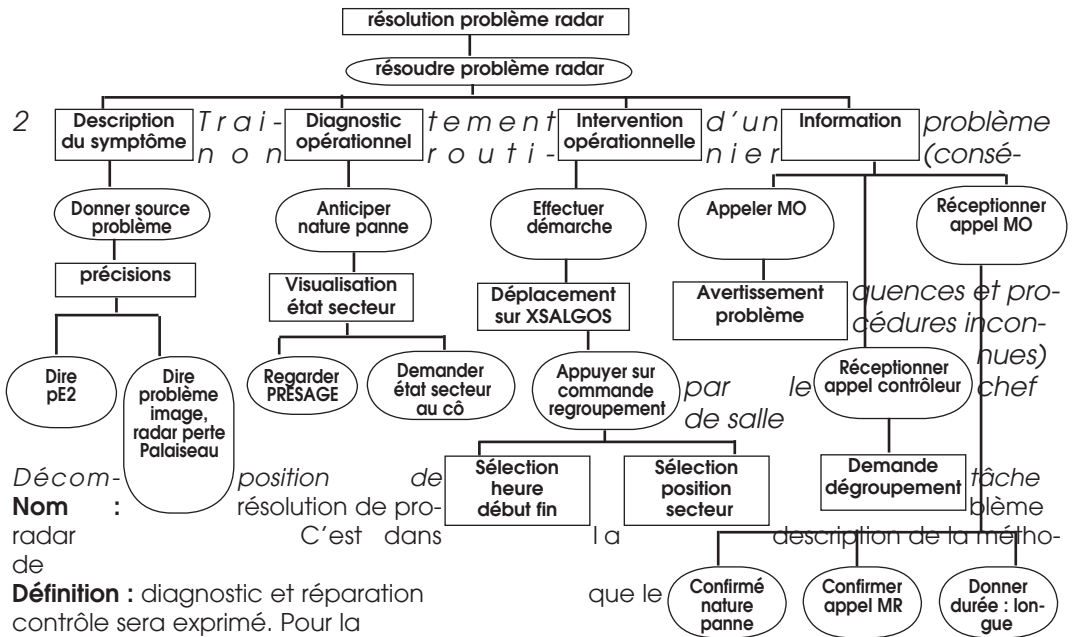 résolution problème radar
résoudre problème radar
2 Trai- tement d'un problème
non routi- nier (consé-
Description
du symptôme
Diagnostic
opérationnel
Intervention
opérationnelle
Information
Donner source
problème
Anticiper
nature panne
Effectuer
démarche
Appeler MO
Réceptionner
appel MO
précisions
Visualisation
état secteur
Déplacement
sur XSALGOS
Avertissement
problème
quences et pro-
cédures incon-
nues)
Dire
pE2
Dire
problème
image,
radar perte
Palaiseau
Regarder
PRESAGE
Demander
état secteur
au cô
Appuyer sur
commande
regroupement
Réceptionner
appel contrôleur
par le chef
de salle
Sélection
heure
début fin
Sélection
position
secteur
Demande
dégroupement
Décom- position de tâche
Nom : résolution de pro- blème
radar C'est dans la description de la métho-
de
Définition : diagnostic et réparation que le
contrôle sera exprimé. Pour la
Confirmé
nature
panne
Confirmer
appel MR
Donner
durée : lon-
gue